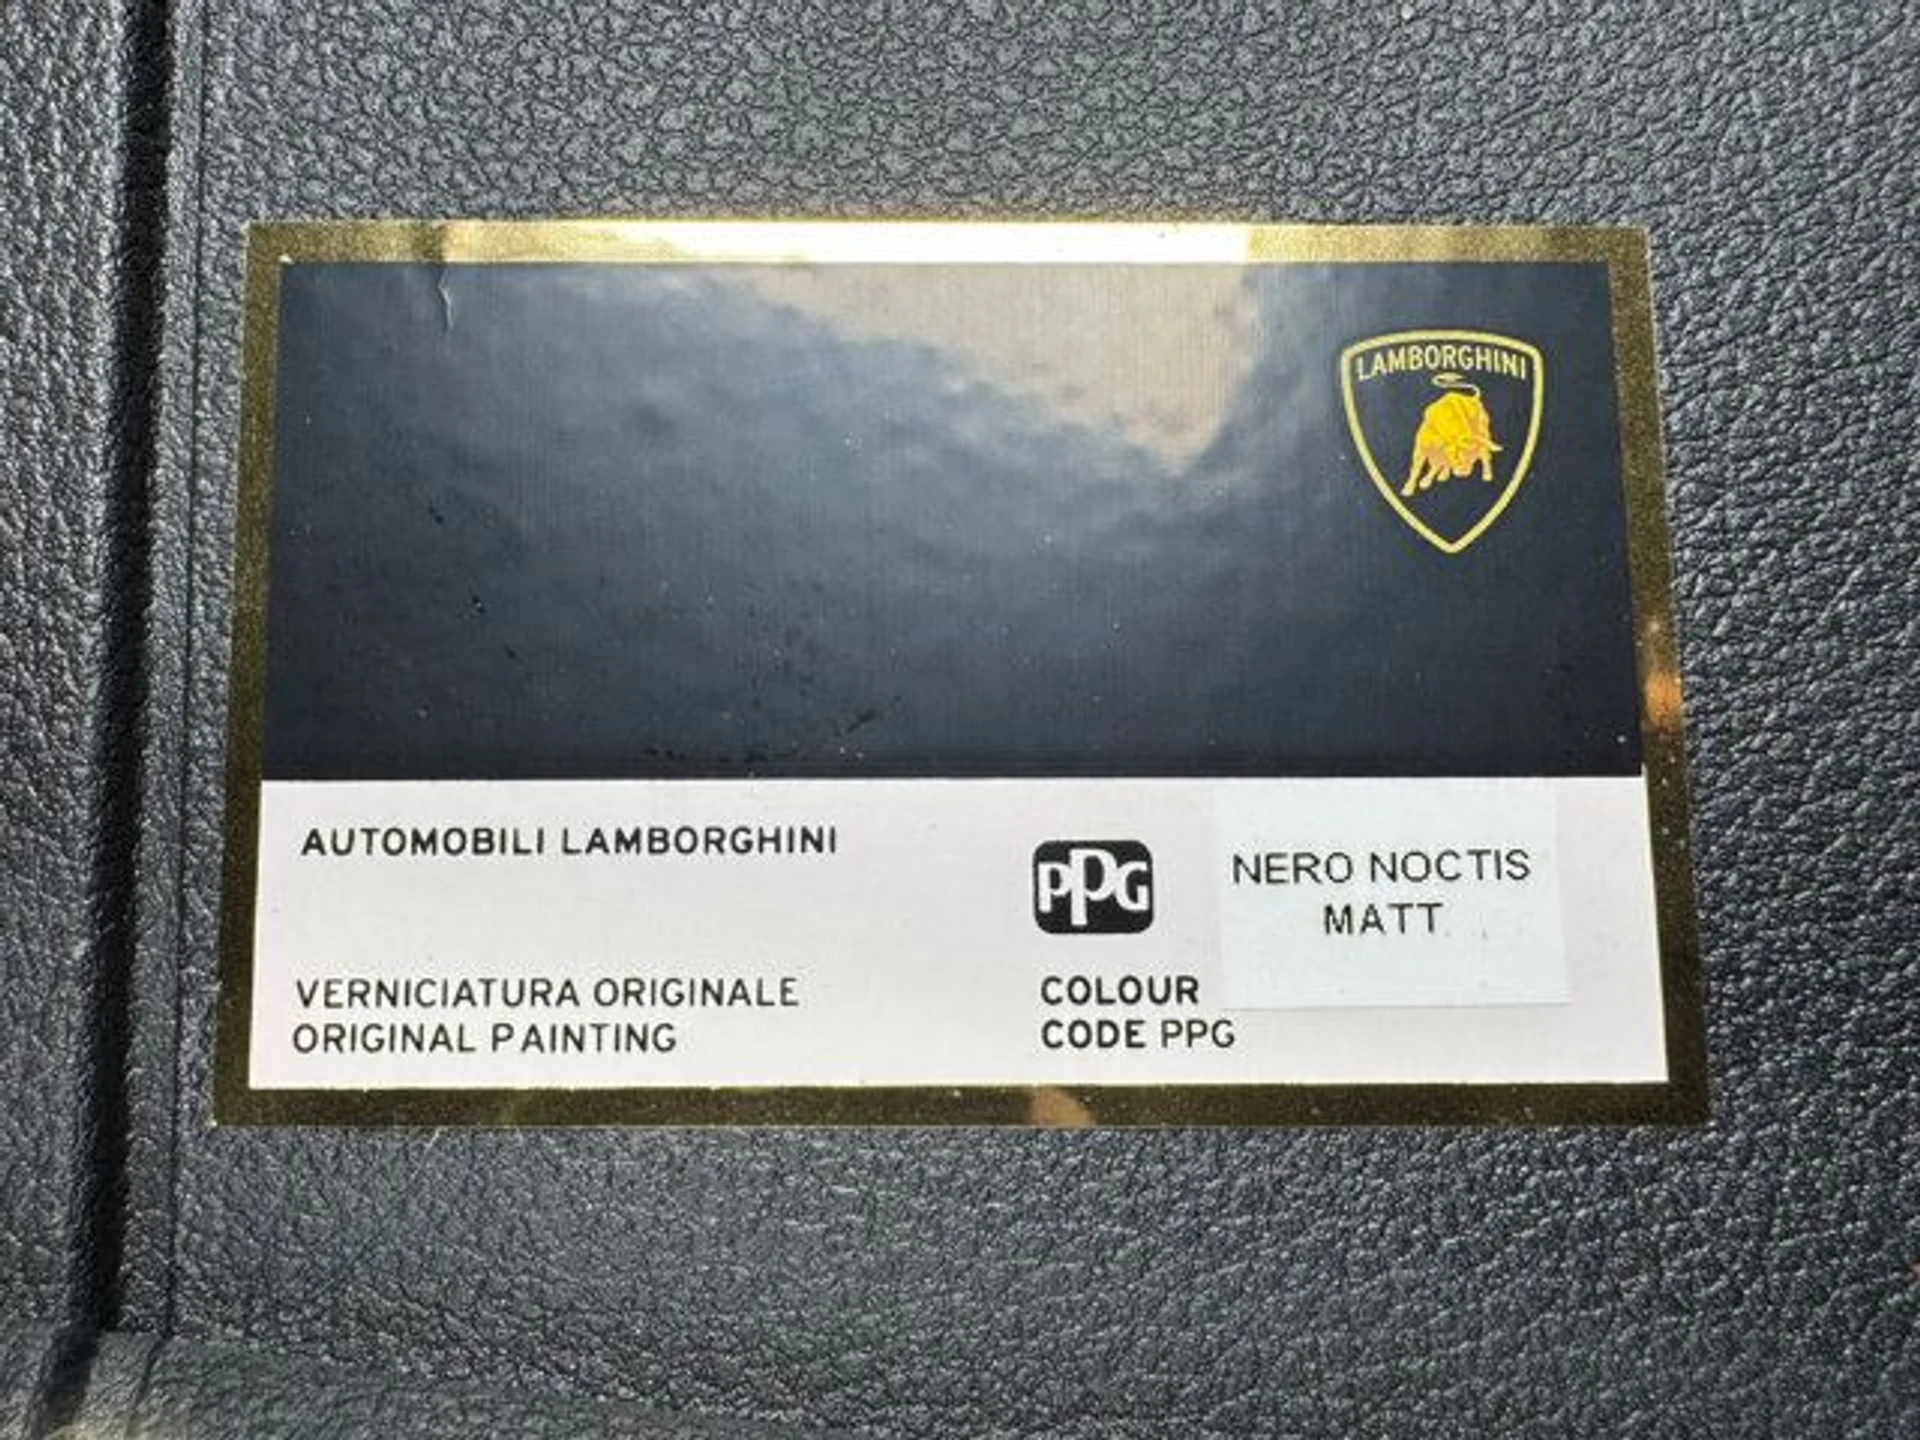 LAMBORGHINI
AUTOMOBILI LAMBORGHINI
PPG
NERO NOCTIS
MATT
VERNICIATURA ORIGINALE
ORIGINAL PAINTING
COLOUR
CODE PPG